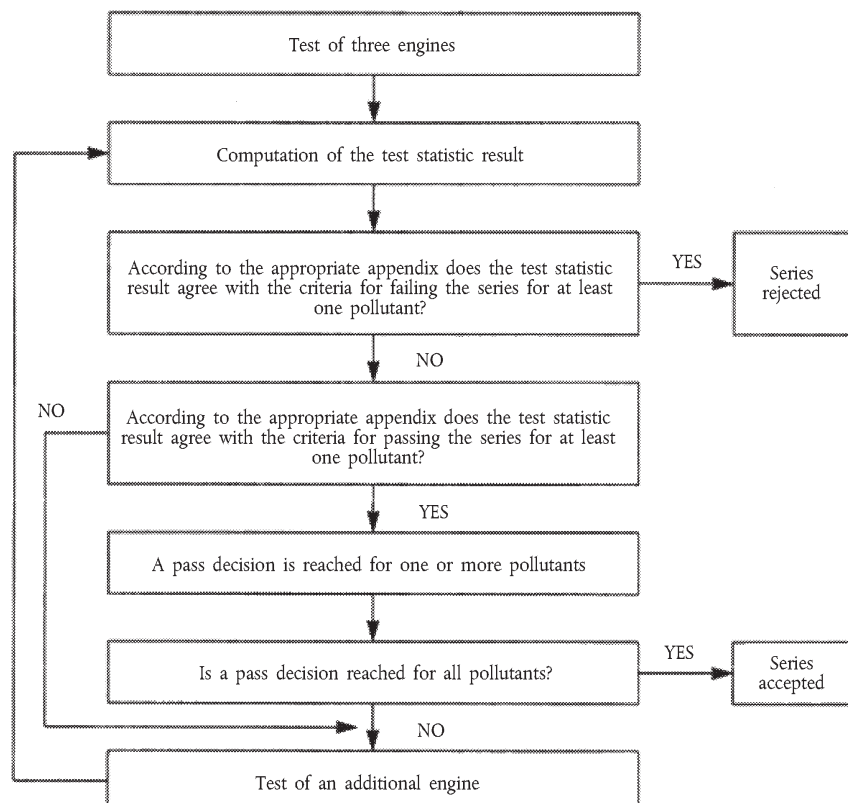 Test of three engines
Computation of the test statistic result
According to the appropriate appendix does the test statistic
result agree with the criteria for failing the series for at least
one pollutant?
YES
Series
rejected
NO
According to the appropriate appendix does the test statistic
result agree with the criteria for passing the series for at least
one pollutant?
NO
YES
A pass decision is reached for one or more pollutants
Is a pass decision reached for all pollutants?
YES
Series
accepted
NO
Test of an additional engine